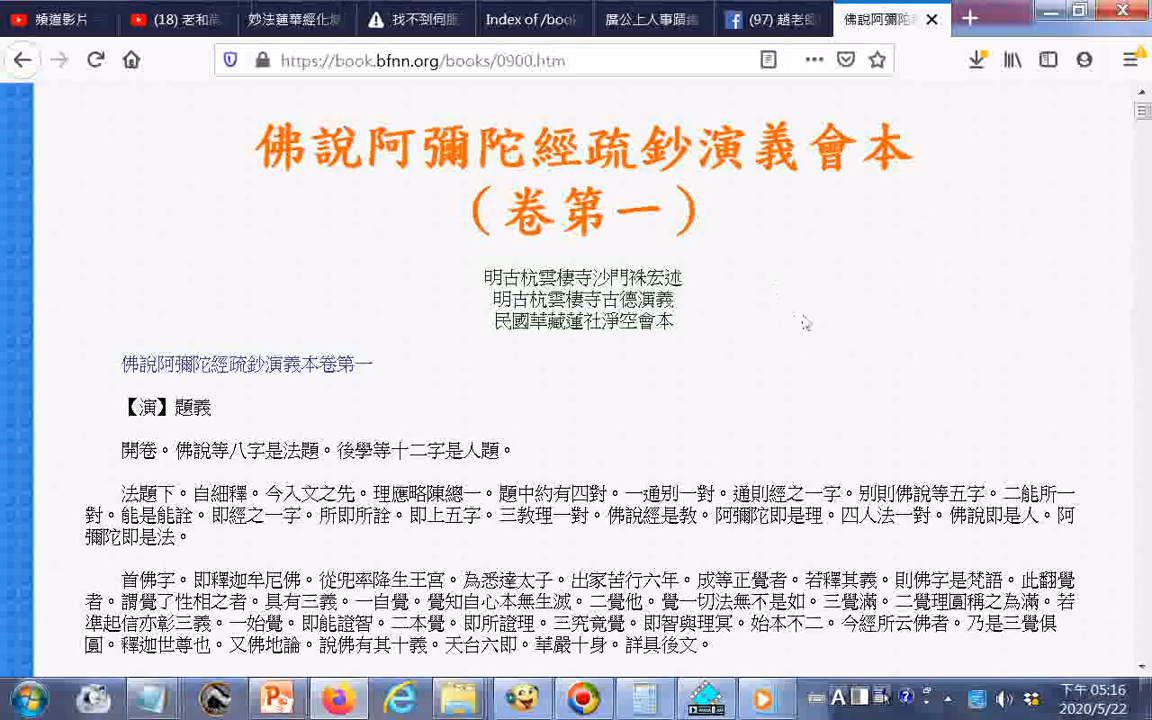 頻道影片
(18) 老和尚
妙法蓮華經化
找不到伺服
Index of /book
廣公上人事蹟
(97) 趙老師
佛說阿彌陀
https://book.bfnn.org/books/0900.htm
佛說阿彌陀經疏鈔演義會本
（卷第一）
明古杭雲棲寺沙門袾宏述
明古杭雲棲寺古德演義
民國華藏蓮社淨空會本
佛說阿彌陀經疏鈔演義本卷第一
【演】題義
開卷。佛說等八字是法題。後學等十二字是人題。
法題下。自細釋。今入文之先。理應略陳總一。題中約有四對。一通別一對。通則經之一字。別則佛說等五字。二能所一
對。能是能詮。即經之一字。所即所詮。即上五字。三教理一對。佛說經是教。阿彌陀即是理。四人法一對。佛說即是人。阿
彌陀即是法。
首佛字。即釋迦牟尼佛。從兜率降生王宮。為悉達太子。出家苦行六年。成等正覺者。若釋其義。則佛字是梵語。此翻覺
者。謂覺了性相之者。具有三義。一自覺。覺知自心本無生滅。二覺他。覺一切法無不是如。三覺滿。二覺理圓稱之為滿。若
準起信亦彰三義。一始覺。即能證智。二本覺。即所證理。三究竟覺。即智與理冥。始本不二。今經所云佛者。乃是三覺俱
圓。釋迦世尊也。又佛地論。說佛有其十義。天台六即。華嚴十身。詳具後文。
下午 05:16
2020/5/22